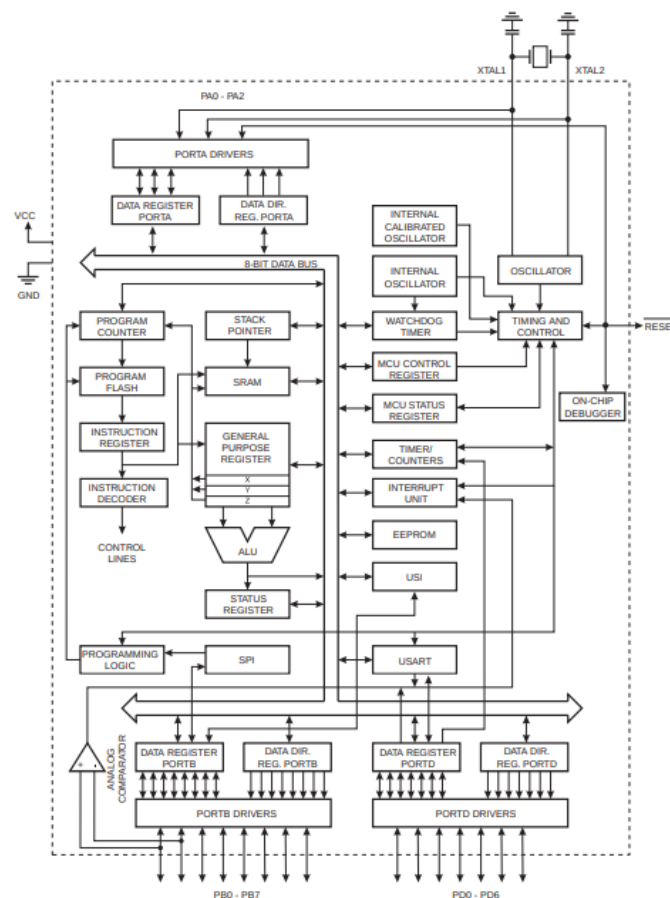 XTAL1
XTAL2
PA0 - PA2
PORTA DRIVERS
DATA REGISTER
PORTA
DATA DIR.
REG. PORTA
VCC
GND
8-BIT DATA BUS
INTERNAL
CALIBRATED
OSCILLATOR
INTERNAL
OSCILLATOR
OSCILLATOR
PROGRAM
COUNTER
STACK
POINTER
WATCHDOG
TIMER
TIMING AND
CONTROL
RESE
PROGRAM
FLASH
SRAM
MCU CONTROL
REGISTER
MCU STATUS
REGISTER
ON-CHIP
DEBUGGER
INSTRUCTION
REGISTER
GENERAL
PURPOSE
REGISTER
X
Y
Z
TIMER/
COUNTERS
INSTRUCTION
DECODER
INTERRUPT
UNIT
CONTROL
LINES
ALU
EEPROM
USI
STATUS
REGISTER
PROGRAMMING
LOGIC
SPI
USART
ANALOG
COMPARATOR
+
-
DATA REGISTER
PORTB
DATA DIR.
REG. PORTB
DATA REGISTER
PORTD
DATA DIR.
REG. PORTD
PORTB DRIVERS
PORTD DRIVERS
PB0 - PB7
PD0 - PD6